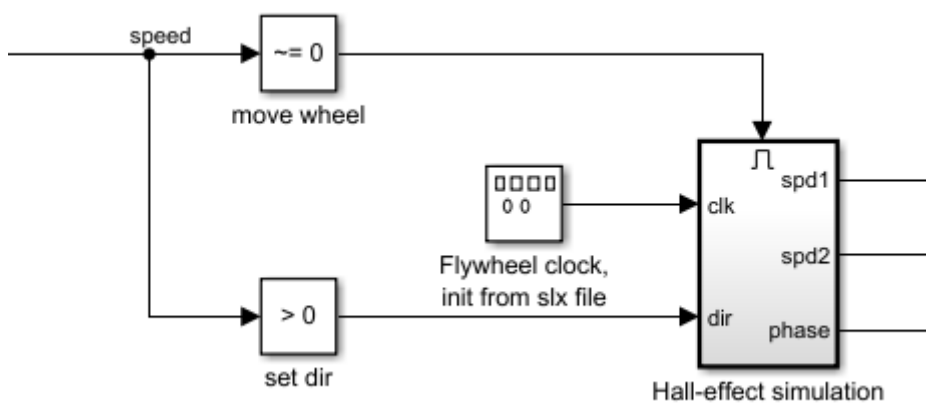 speed
~= 0
move wheel
spd1
clk
0 0
Flywheel clock,
init from slx file
spd2
> 0
dir
phase
set dir
Hall-effect simulation